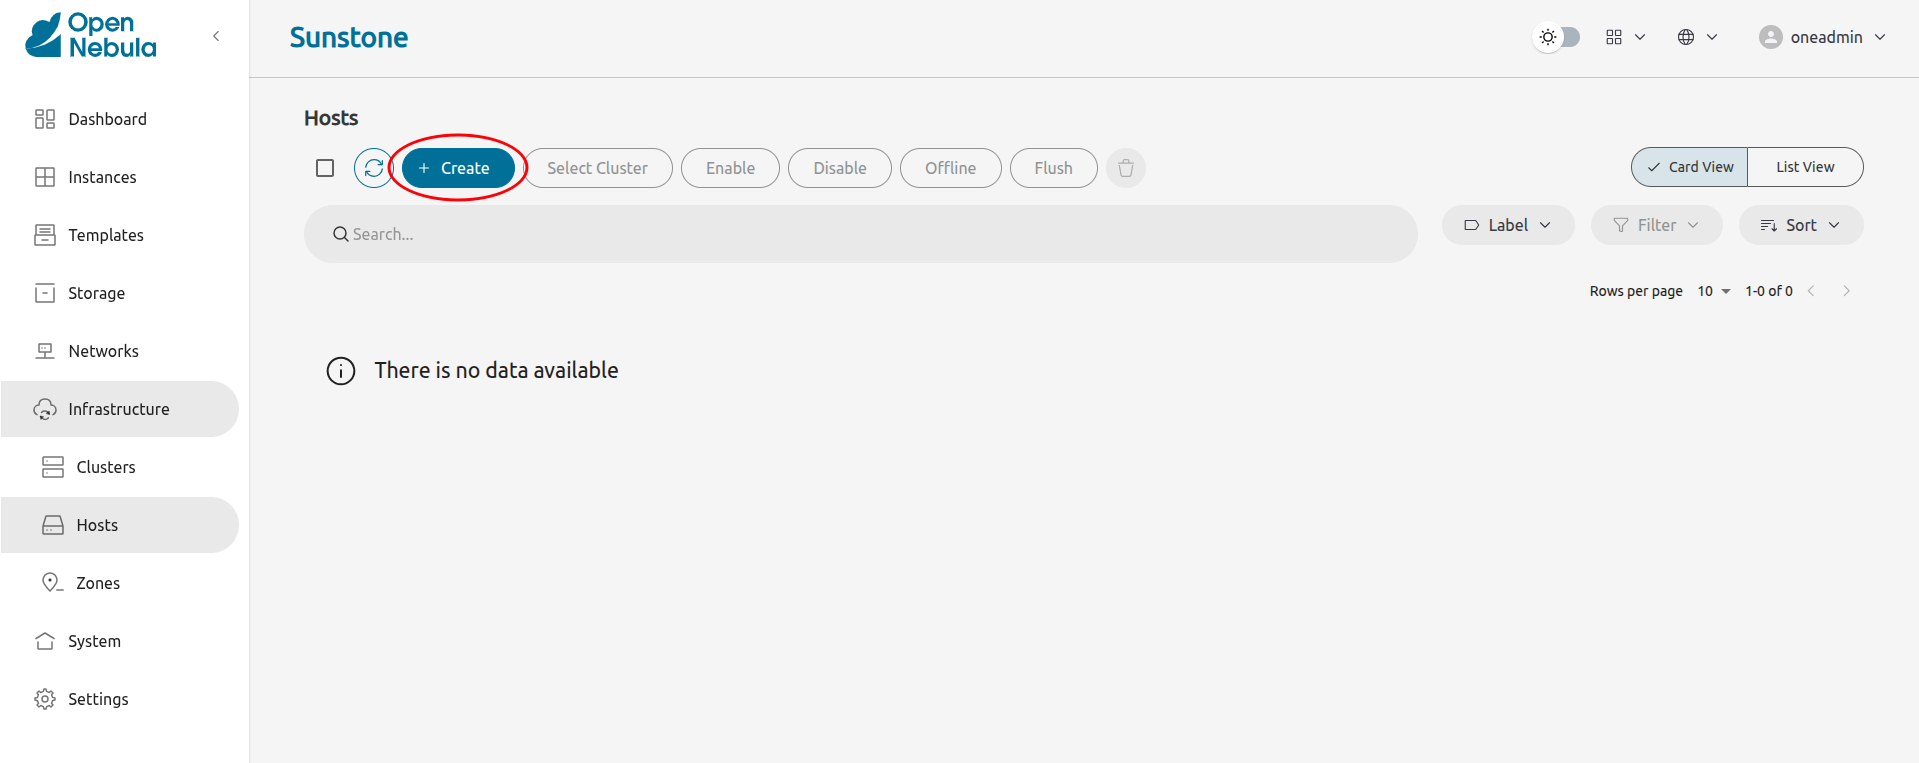 Open
Nebula
Sunstone
oneadmin
Dashboard
Instances
Templates
Storage
Networks
Infrastructure
Clusters
Hosts
Zones
System
Settings
Hosts
+ Create Select Cluster Enable Disable Offline Flush
Card View List View
Search...
Label Filter Sort
Rows per page 10 1-0 of 0
There is no data available